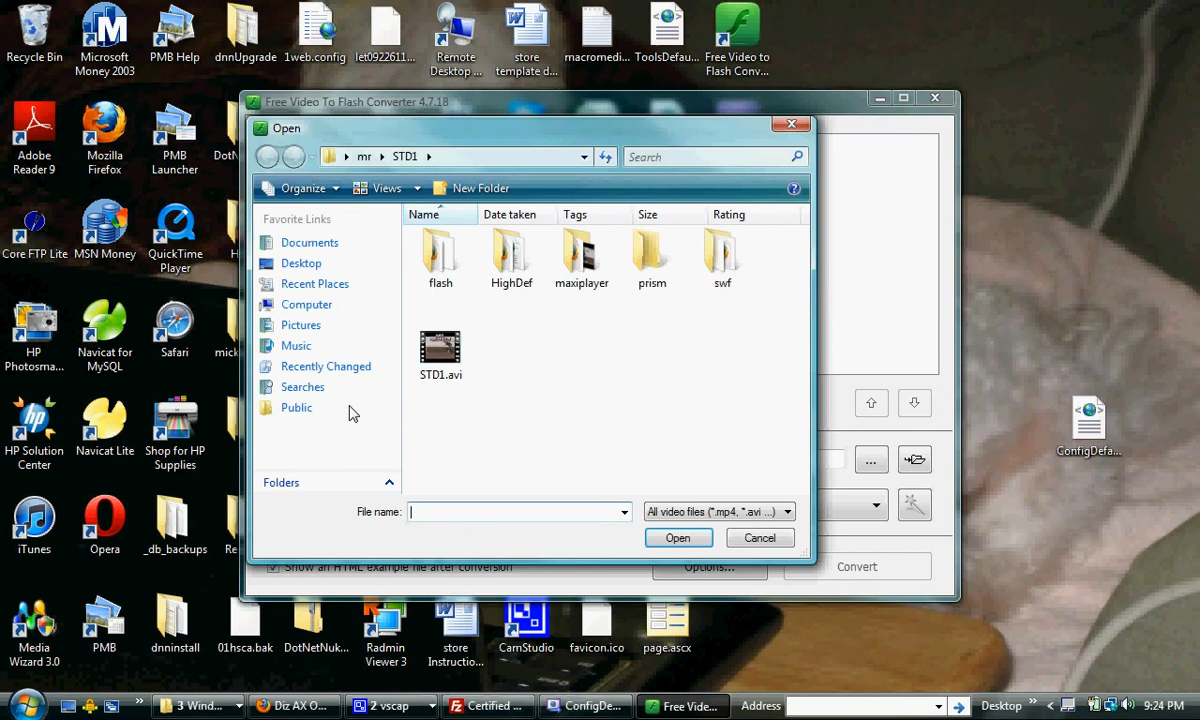 Recycle Bin
Microsoft
Money 2003
PMB Help
dnnUpgrade
1web.config
let0922611...
Remote
Desktop ...
store
template d...
macromedi...
ToolsDefau...
Free Video to
Flash Conv...
Free Video To Flash Converter 4.7.18
Open
mr
STD1
Search
Organize
Views
New Folder
Favorite Links
Name
Date taken
Tags
Size
Rating
Documents
Desktop
Recent Places
Computer
Pictures
Music
Recently Changed
Searches
Public
Folders
flash
HighDef
maxiplayer
prism
swf
STD1.avi
File name:
All video files (*.mp4, *.avi ...)
Open
Cancel
...
Show an HTML example file after conversion
Options...
Convert
Adobe
Reader 9
Mozilla
Firefox
PMB
Launcher
DotN
Core FTP Lite
MSN Money
QuickTime
Player
HP
Photosma...
Navicat for
MySQL
Safari
mick
HP Solution
Center
Navicat Lite
Shop for HP
Supplies
iTunes
Opera
_db_backups
Re
ConfigDefa...
Media
Wizard 3.0
PMB
dnninstall
01hsca.bak
DotNetNuk...
Radmin
Viewer 3
store
Instructio...
CamStudio
favicon.ico
page.ascx
3 Wind...
Diz AX O...
2 vscap
Certified ...
ConfigDe...
Free Vide...
Address
Desktop
9:24 PM